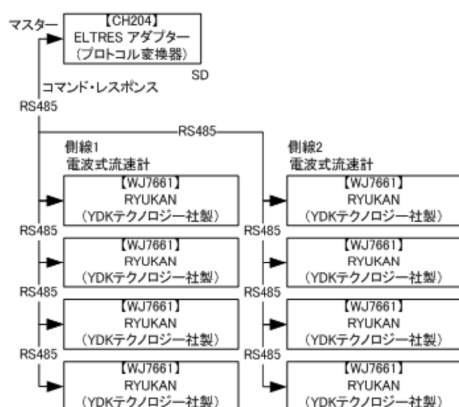 マスター
【CH204】
ELTRES アダプター
(プロトコル変換器)
SD
コマンド・レスポンス
RS485
RS485
側線1
電波式流速計
側線2
電波式流速計
【WJ7661】
RYUKAN
(YDKテクノロジー社製)
【WJ7661】
RYUKAN
(YDKテクノロジー社製)
RS485
RS485
【WJ7661】
RYUKAN
(YDKテクノロジー社製)
【WJ7661】
RYUKAN
(YDKテクノロジー社製)
RS485
RS485
【WJ7661】
RYUKAN
(YDKテクノロジー社製)
【WJ7661】
RYUKAN
(YDKテクノロジー社製)
RS485
RS485
【WJ7661】
RYUKAN
(YDKテクノロジー社製)
【WJ7661】
RYUKAN
(YDKテクノロジー社製)